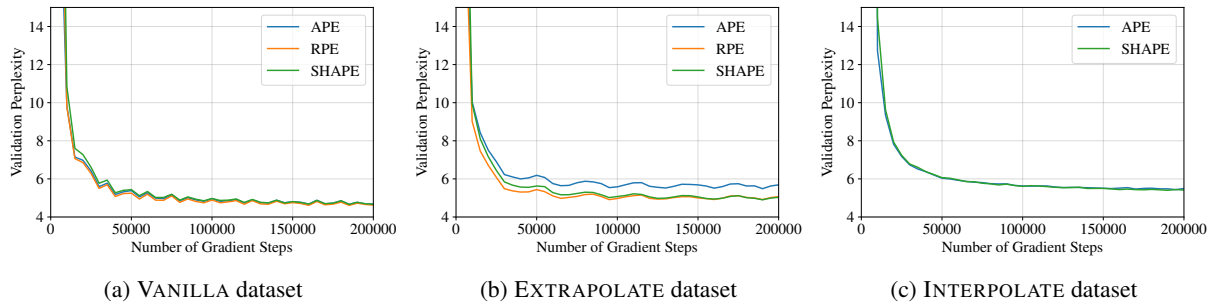 14
12
10
8
6
4
Validation Perplexity
0 50000 100000 150000 200000
Number of Gradient Steps
APE
RPE
SHAPE
(a) VANILLA dataset
14
12
10
8
6
4
Validation Perplexity
0 50000 100000 150000 200000
Number of Gradient Steps
APE
RPE
SHAPE
(b) EXTRAPOLATE dataset
14
12
10
8
6
4
Validation Perplexity
0 50000 100000 150000 200000
Number of Gradient Steps
APE
SHAPE
(c) INTERPOLATE dataset